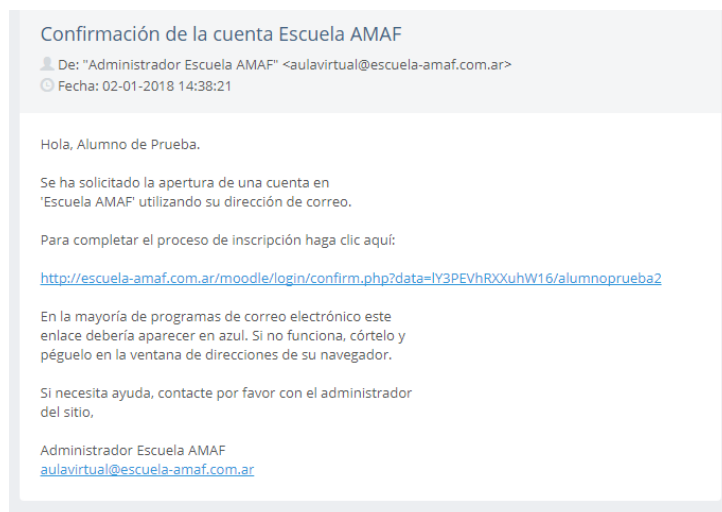 Confirmación de la cuenta Escuela AMAF
De: "Administrador Escuela AMAF" <aulavirtual@escuela-amaf.com.ar>
Fecha: 02-01-2018 14:38:21
Hola, Alumno de Prueba.
Se ha solicitado la apertura de una cuenta en
'Escuela AMAF' utilizando su dirección de correo.
Para completar el proceso de inscripción haga clic aquí:
http://escuela-amaf.com.ar/moodle/login/confirm.php?data=lY3PEVhRXXuhW16/alumnoprueba2
En la mayoría de programas de correo electrónico este
enlace debería aparecer en azul. Si no funciona, córtelo y
péguelo en la ventana de direcciones de su navegador.
Si necesita ayuda, contacte por favor con el administrador
del sitio,
Administrador Escuela AMAF
aulavirtual@escuela-amaf.com.ar